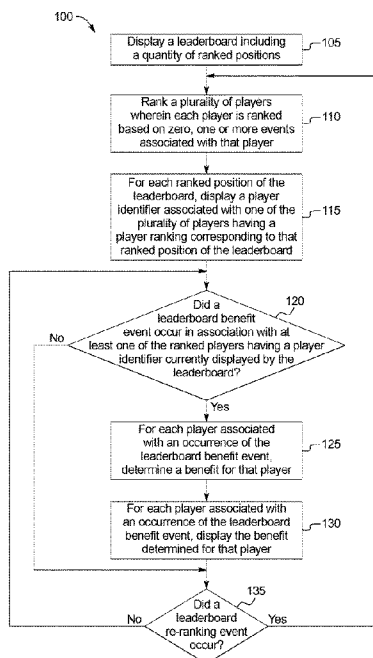 100
Display a leaderboard including
a quantity of ranked positions
105
Rank a plurality of players
wherein each player is ranked
based on zero, one or more events
associated with that player
110
For each ranked position of the
leaderboard, display a player
identifier associated with one of the
plurality of players having a
player ranking corresponding to that
ranked position of the leaderboard
115
120
Did a
leaderboard benefit
event occur in association with at
least one of the ranked players having a player
identifier currently displayed by the
leaderboard?
No
Yes
For each player associated
with an occurrence of the
leaderboard benefit event,
determine a benefit for that player
125
For each player associated with
an occurrence of the leaderboard
benefit event, display the benefit
determined for that player
130
135
Did a
leaderboard
re-ranking event
occur?
No
Yes